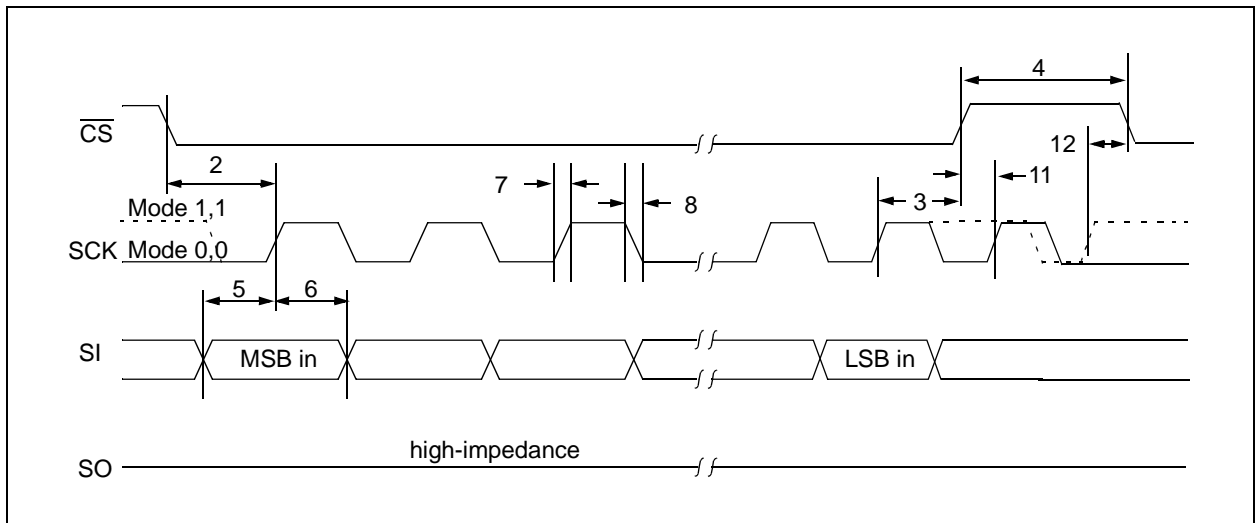 4
CS
12
2
7
11
3
8
Mode 1,1
SCK Mode 0,0
5 6
SI MSB in LSB in
high-impedance
SO